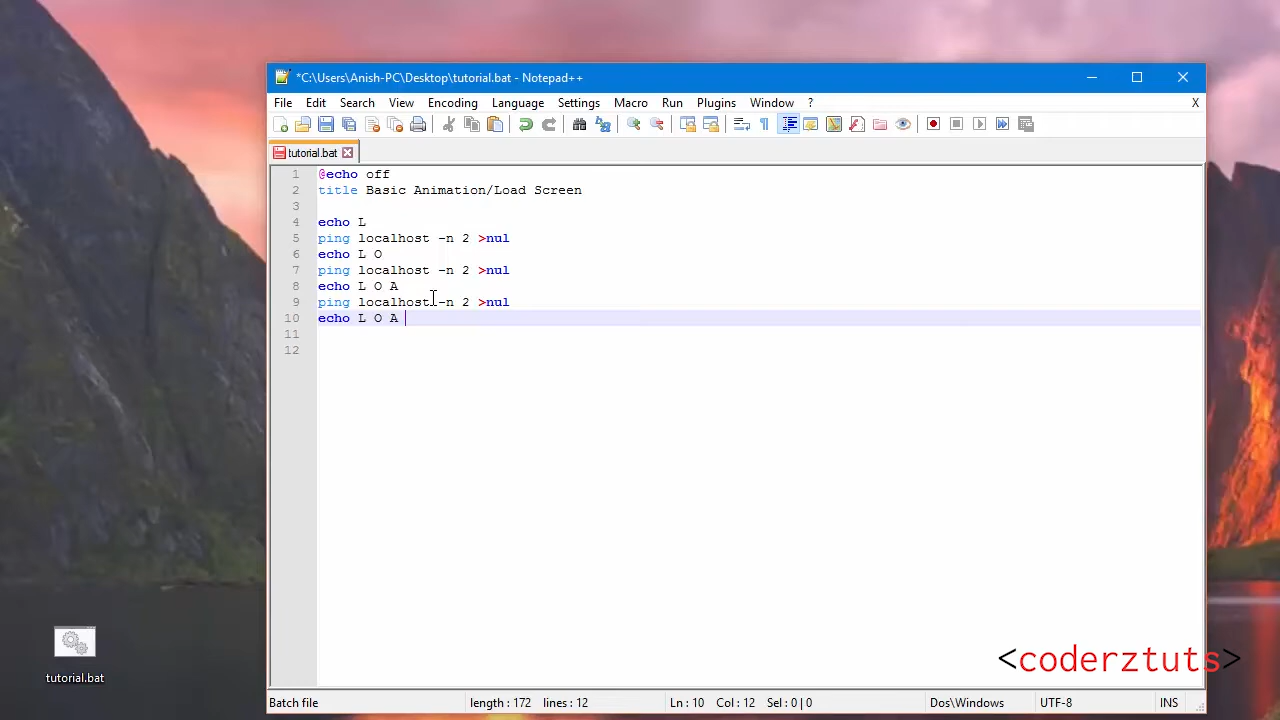 *C:\Users\Anish-PC\Desktop\tutorial.bat - Notepad++
File Edit Search View Encoding Language Settings Macro Run Plugins Window ? X
tutorial.bat
1 @echo off
2 title Basic Animation/Load Screen
3
4 echo L
5 ping localhost -n 2 >nul
6 echo L O
7 ping localhost -n 2 >nul
8 echo L O A
9 ping localhost -n 2 >nul
10 echo L O A
11
12
tutorial.bat
<coderztuts>
Batch file length : 172 lines : 12 Ln : 10 Col : 12 Sel : 0 | 0 Dos\Windows UTF-8 INS